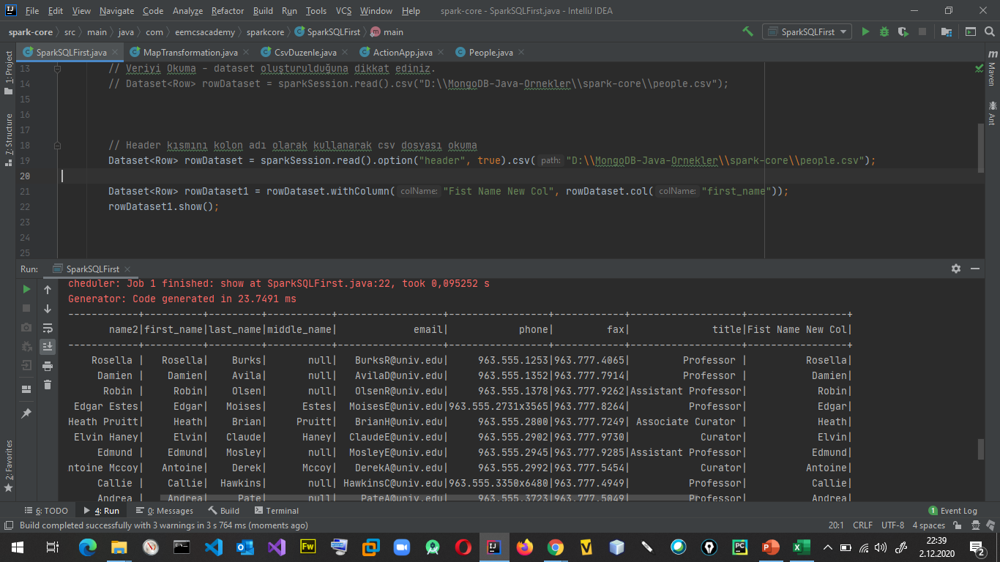 File Edit View Navigate Code Analyze Refactor Build Run Tools VCS Window Help spark-core - SparkSQLFirst.java - IntelliJ IDEA
spark-core src main java com eemcsacademy sparkcore SparkSQLFirst main SparkSQLFirst
SparkSQLFirst.java MapTransformation.java CsvDuzenle.java ActionApp.java People.java
1: Project
7: Structure
2: Favorites
Maven
Ant
13 // Veriyi Okuma - dataset oluşturulduğuna dikkat ediniz.
14 // Dataset<Row> rowDataset = sparkSession.read().csv("D:\\MongoDB-Java-Ornekler\\spark-core\\people.csv");
15
16
17
18 // Header kısmını kolon adı olarak kullanarak csv dosyası okuma
19 Dataset<Row> rowDataset = sparkSession.read().option("header", true).csv( path: "D:\\MongoDB-Java-Ornekler\\spark-core\\people.csv");
20
21 Dataset<Row> rowDataset1 = rowDataset.withColumn( colName: "Fist Name New Col", rowDataset.col( colName: "first_name"));
22 rowDataset1.show();
23
24
25
Run: SparkSQLFirst
cheduler: Job 1 finished: show at SparkSQLFirst.java:22, took 0,095252 s
Generator: Code generated in 23.7491 ms
------------+----------+---------+-----------+------------------+-----------------+------------+-------------------+-----------------+
name2|first_name|last_name|middle_name| email| phone| fax| title|Fist Name New Col|
------------+----------+---------+-----------+------------------+-----------------+------------+-------------------+-----------------+
Rosella | Rosella| Burks| null| BurksR@univ.edu| 963.555.1253|963.777.4065| Professor | Rosella|
Damien | Damien| Avila| null| AvilaD@univ.edu| 963.555.1352|963.777.7914| Professor | Damien|
Robin | Robin| Olsen| null| OlsenR@univ.edu| 963.555.1378|963.777.9262|Assistant Professor| Robin|
Edgar Estes| Edgar| Moises| Estes| MoisesE@univ.edu|963.555.2731x3565|963.777.8264| Professor| Edgar|
Heath Pruitt| Heath| Brian| Pruitt| BrianH@univ.edu| 963.555.2800|963.777.7249| Associate Curator | Heath|
Elvin Haney| Elvin| Claude| Haney| ClaudeE@univ.edu| 963.555.2902|963.777.9730| Curator| Elvin|
Edmund | Edmund| Mosley| null| MosleyE@univ.edu| 963.555.2945|963.777.9285|Assistant Professor| Edmund|
ntoine Mccoy| Antoine| Derek| Mccoy| DerekA@univ.edu| 963.555.2992|963.777.5454| Curator| Antoine|
Callie | Callie| Hawkins| null| HawkinsC@univ.edu|963.555.3350x6480|963.777.4949| Professor| Callie|
Andrea | Andrea| Pate| null| PateA@univ.edu| 963.555.3723|963.777.5049| Professor| Andrea|
6: TODO 4: Run 0: Messages Build Terminal 1 Event Log
Build completed successfully with 3 warnings in 3 s 764 ms (moments ago) 20:1 CRLF UTF-8 4 spaces
22:39
2.12.2020
2